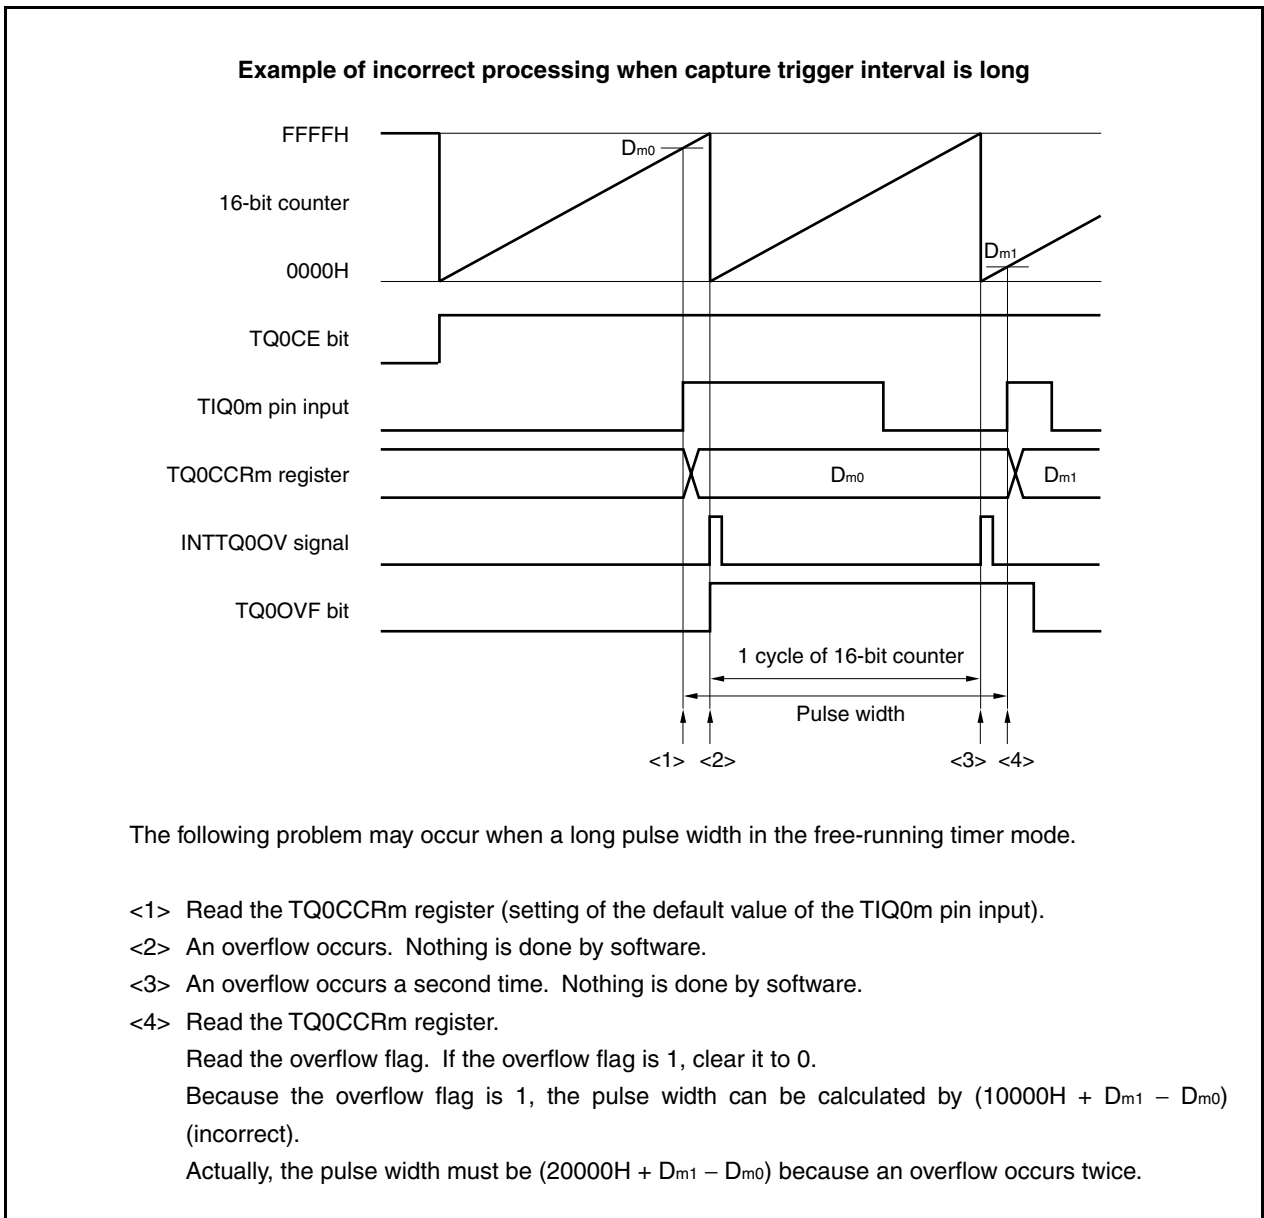 Example of incorrect processing when capture trigger interval is long
FFFFH
Dm0
16-bit counter
Dm1
0000H
TQ0CE bit
TIQ0m pin input
TQ0CCRm register
Dm0
Dm1
INTTQ0OV signal
TQ0OVF bit
1 cycle of 16-bit counter
Pulse width
<1> <2> <3> <4>
The following problem may occur when a long pulse width in the free-running timer mode.
<1> Read the TQ0CCRm register (setting of the default value of the TIQ0m pin input).
<2> An overflow occurs. Nothing is done by software.
<3> An overflow occurs a second time. Nothing is done by software.
<4> Read the TQ0CCRm register.
Read the overflow flag. If the overflow flag is 1, clear it to 0.
Because the overflow flag is 1, the pulse width can be calculated by (10000H + Dm1 − Dm0)
(incorrect).
Actually, the pulse width must be (20000H + Dm1 − Dm0) because an overflow occurs twice.